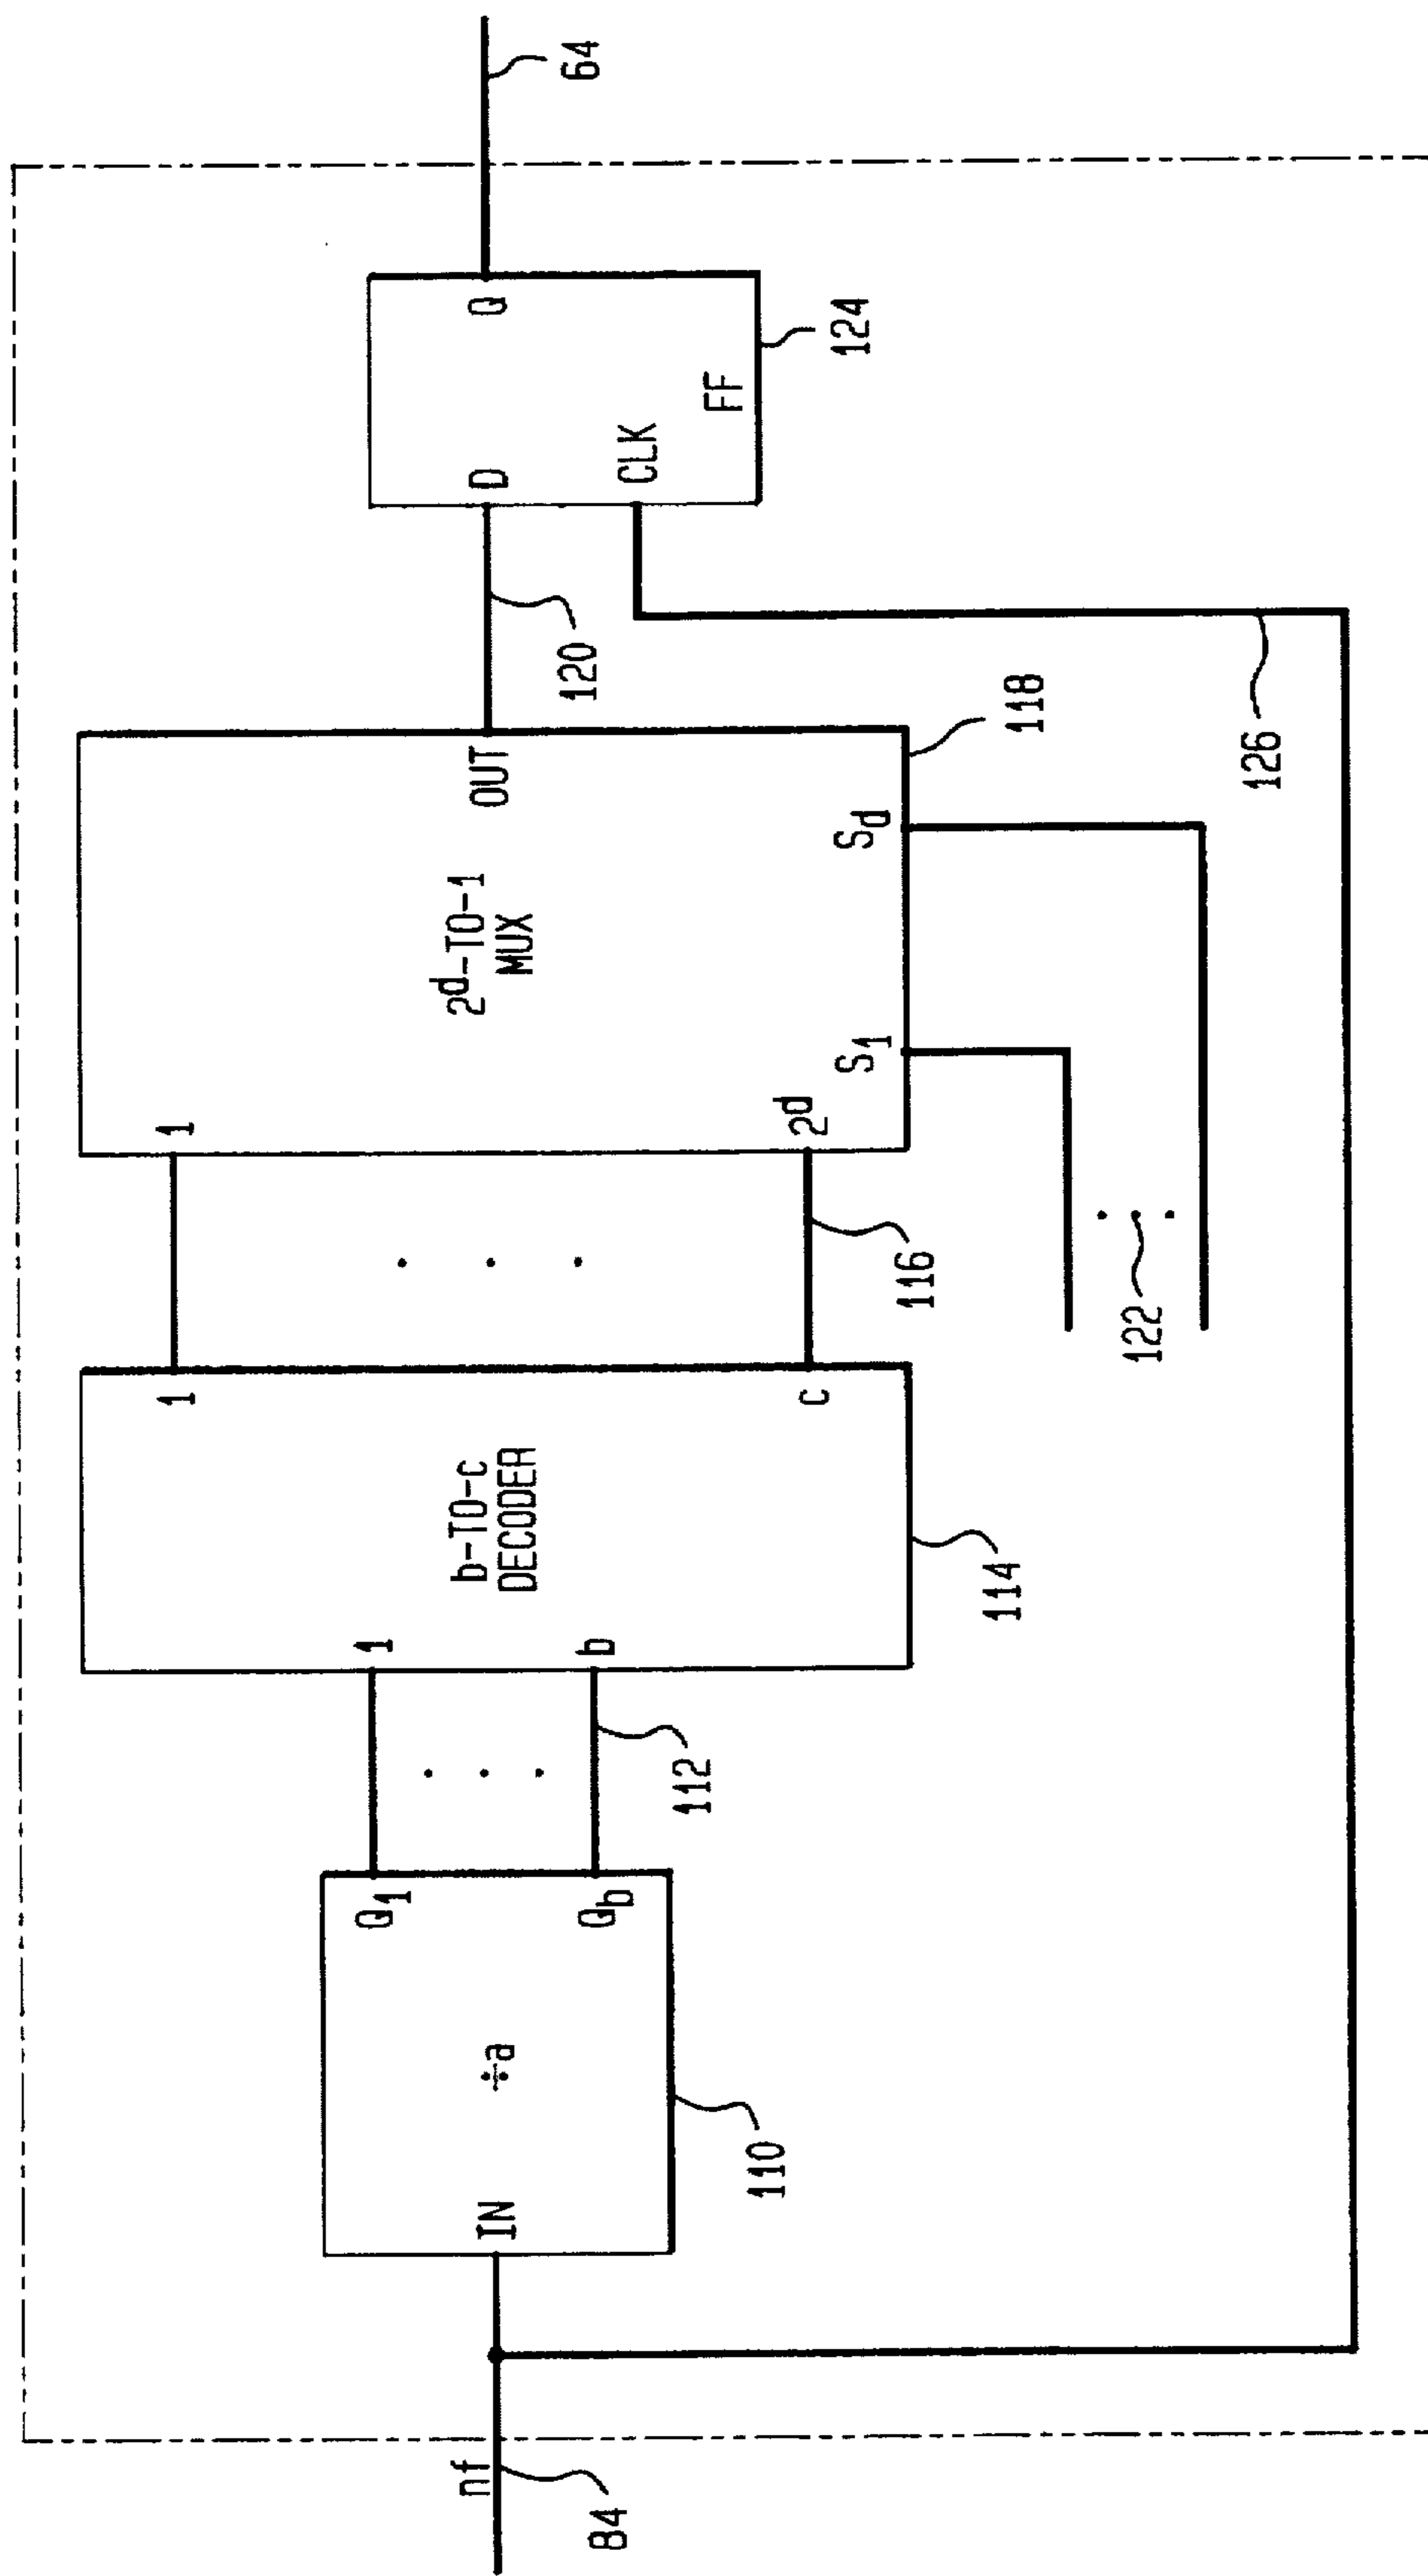 nf
84
IN
÷a
110
Q1
Qb
112
1
b
b-TO-c
DECODER
114
1
c
116
1
2d
2d-TO-1
MUX
S1
Sd
OUT
118
122
120
D
CLK
Q
FF
124
126
64